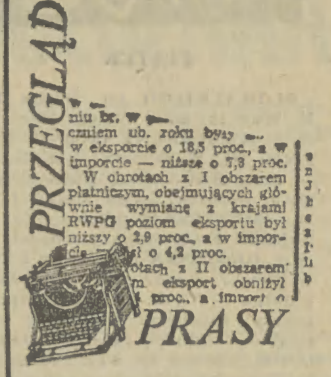 PRZEGLĄD
niu br. w
czniem ub. roku były
w eksporcie o 18,5 proc., a w
imporcie — niższe o 7,3 proc.
W obrotach z I obszarem
płatniczym, obejmujących głó-
wnie wymianę z krajami
RWPG poziom eksportu był
niższy o 2,9 proc., a w impor-
o 4,2 proc.
z II obszarem
eksport obniżył
proc., a import o
PRASY